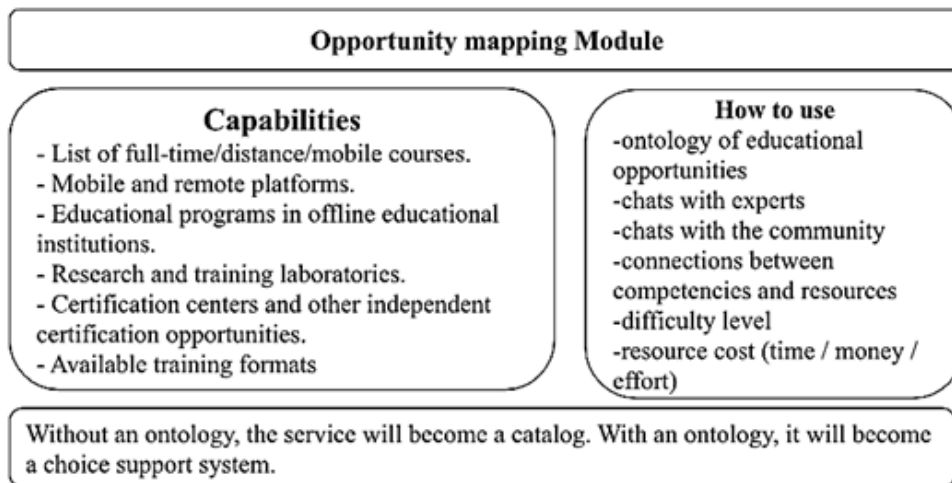 Opportunity mapping Module
Capabilities
- List of full-time/distance/mobile courses.
- Mobile and remote platforms.
- Educational programs in offline educational
institutions.
- Research and training laboratories.
- Certification centers and other independent
certification opportunities.
- Available training formats
How to use
-ontology of educational
opportunities
-chats with experts
-chats with the community
-connections between
competencies and resources
-difficulty level
-resource cost (time / money /
effort)
Without an ontology, the service will become a catalog. With an ontology, it will become
a choice support system.